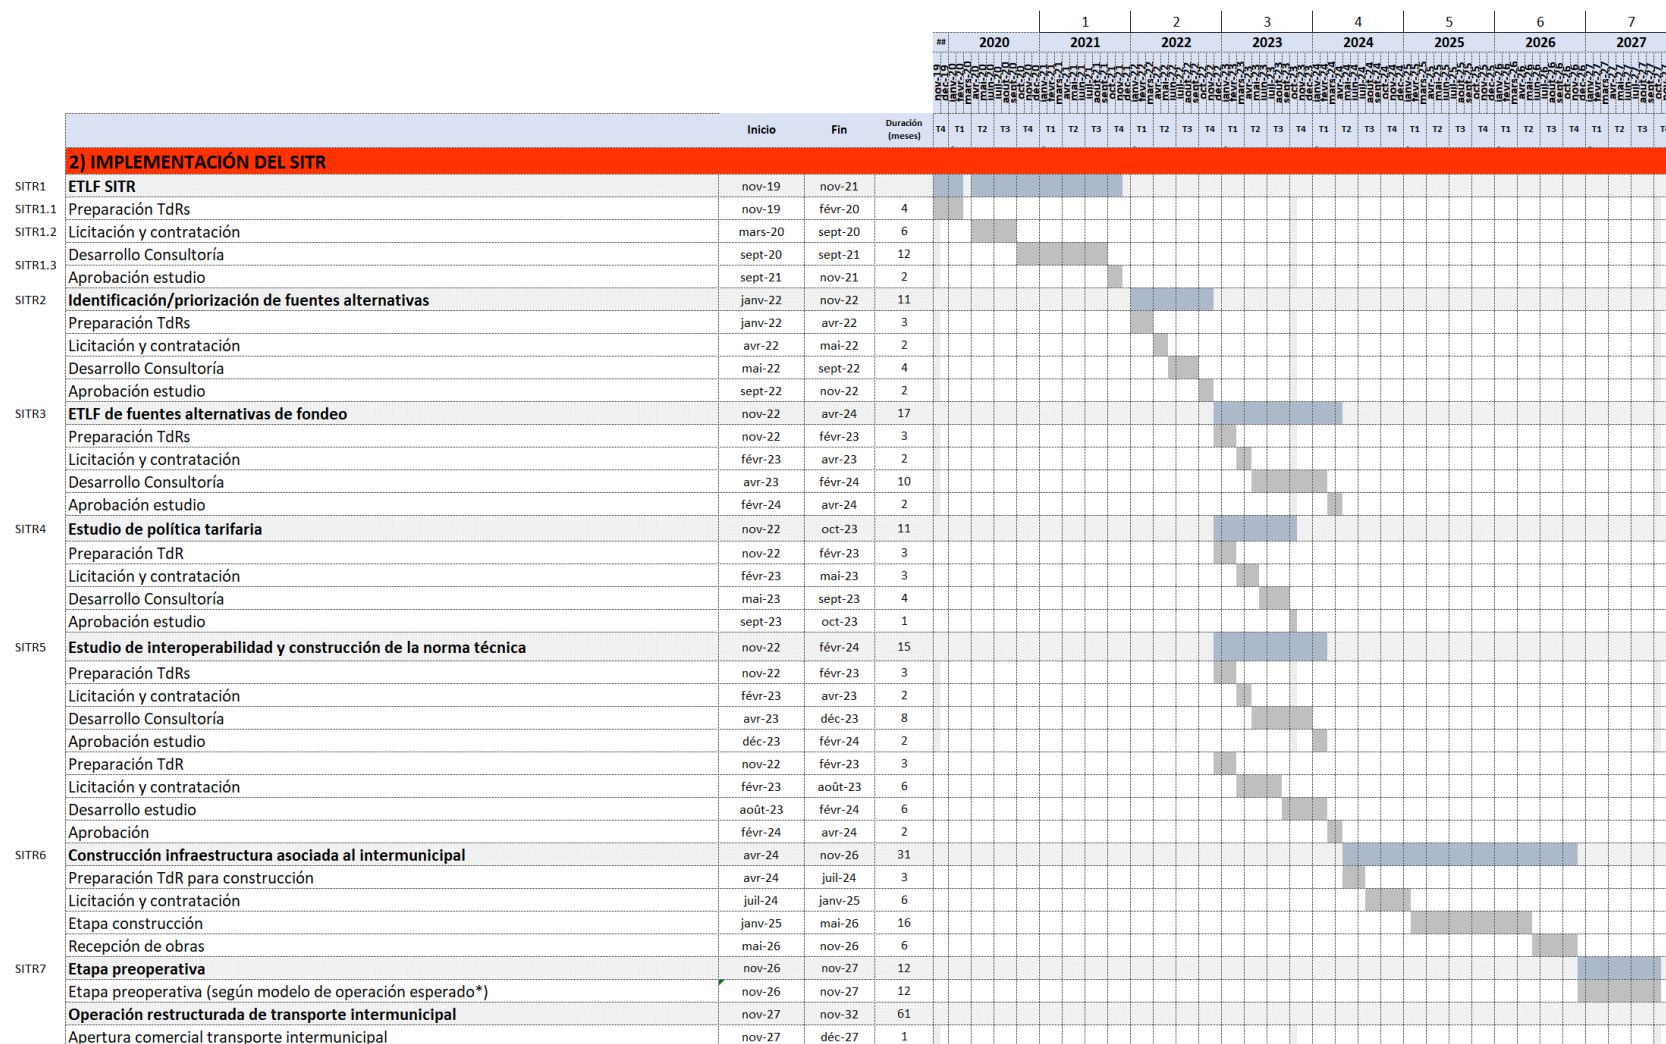 1 2 3 4 5 6 7
## 2020 2021 2022 2023 2024 2025 2026 2027
Inicio Fin Duración (meses) T4 T1 T2 T3 T4 T1 T2 T3 T4 T1 T2 T3 T4 T1 T2 T3 T4 T1 T2 T3 T4 T1 T2 T3 T4 T1 T2 T3 T4 T1 T2 T3
2) IMPLEMENTACIÓN DEL SITR
SITR1 ETLF SITR nov-19 nov-21
SITR1.1 Preparación TdRs nov-19 févr-20 4
SITR1.2 Licitación y contratación mars-20 sept-20 6
SITR1.3 Desarrollo Consultoría sept-20 sept-21 12
Aprobación estudio sept-21 nov-21 2
SITR2 Identificación/priorización de fuentes alternativas janv-22 nov-22 11
Preparación TdRs janv-22 avr-22 3
Licitación y contratación avr-22 mai-22 2
Desarrollo Consultoría mai-22 sept-22 4
Aprobación estudio sept-22 nov-22 2
SITR3 ETLF de fuentes alternativas de fondeo nov-22 avr-24 17
Preparación TdRs nov-22 févr-23 3
Licitación y contratación févr-23 avr-23 2
Desarrollo Consultoría avr-23 févr-24 10
Aprobación estudio févr-24 avr-24 2
SITR4 Estudio de política tarifaria nov-22 oct-23 11
Preparación TdR nov-22 févr-23 3
Licitación y contratación févr-23 mai-23 3
Desarrollo Consultoría mai-23 sept-23 4
Aprobación estudio sept-23 oct-23 1
SITR5 Estudio de interoperabilidad y construcción de la norma técnica nov-22 févr-24 15
Preparación TdRs nov-22 févr-23 3
Licitación y contratación févr-23 avr-23 2
Desarrollo Consultoría avr-23 déc-23 8
Aprobación estudio déc-23 févr-24 2
Preparación TdR nov-22 févr-23 3
Licitación y contratación févr-23 août-23 6
Desarrollo estudio août-23 févr-24 6
Aprobación févr-24 avr-24 2
SITR6 Construcción infraestructura asociada al intermunicipal avr-24 nov-26 31
Preparación TdR para construcción avr-24 juil-24 3
Licitación y contratación juil-24 janv-25 6
Etapa construcción janv-25 mai-26 16
Recepción de obras mai-26 nov-26 6
SITR7 Etapa preoperativa nov-26 nov-27 12
Etapa preoperativa (según modelo de operación esperado*) nov-26 nov-27 12
Operación restructurada de transporte intermunicipal nov-27 nov-32 61
Apertura comercial transporte intermunicipal nov-27 déc-27 1